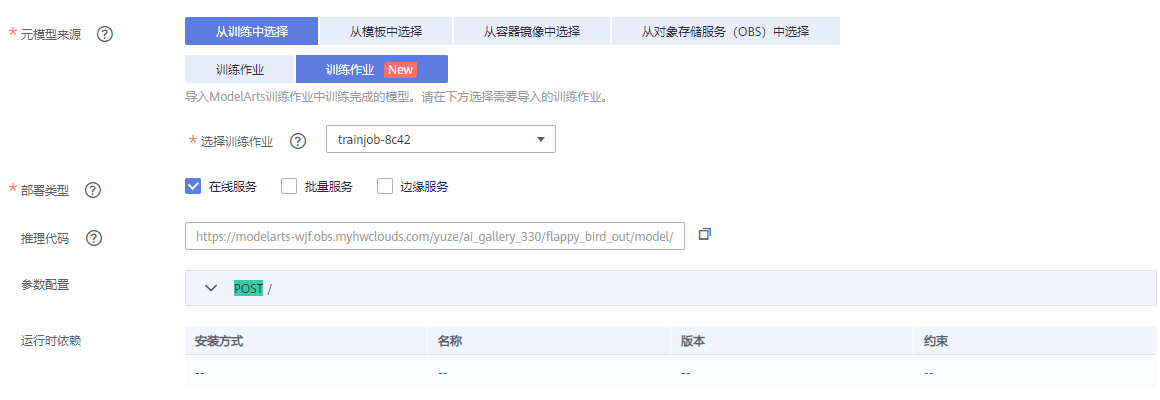 * 元模型来源 ? 从训练中选择 从模板中选择 从容器镜像中选择 从对象存储服务（OBS）中选择
训练作业 训练作业 New
导入ModelArts训练作业中训练完成的模型。请在下方选择需要导入的训练作业。
* 选择训练作业 ? trainjob-8c42
* 部署类型 ? 在线服务 批量服务 边缘服务
推理代码 ? https://modelarts-wjf.obs.myhwclouds.com/yuze/ai_gallery_330/flappy_bird_out/model/
参数配置 POST /
运行时依赖 安装方式 名称 版本 约束
-- -- -- --